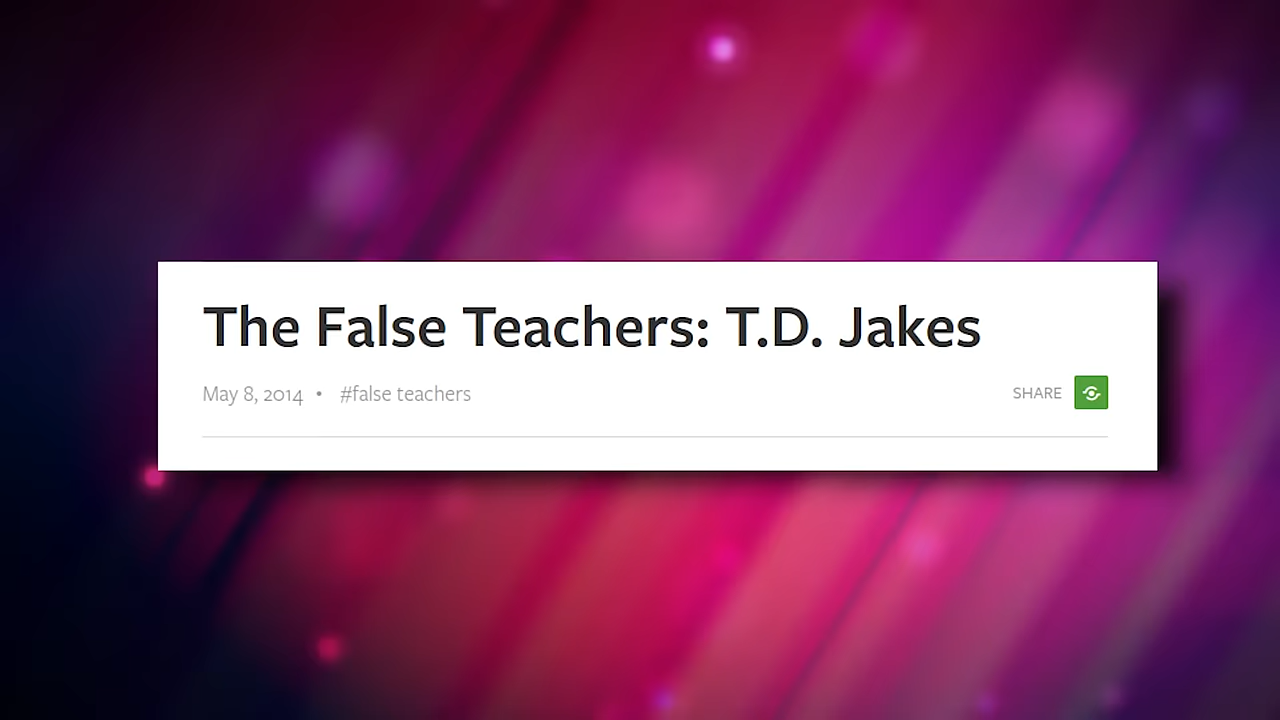 The False Teachers: T.D. Jakes
May 8, 2014 • #false teachers
SHARE